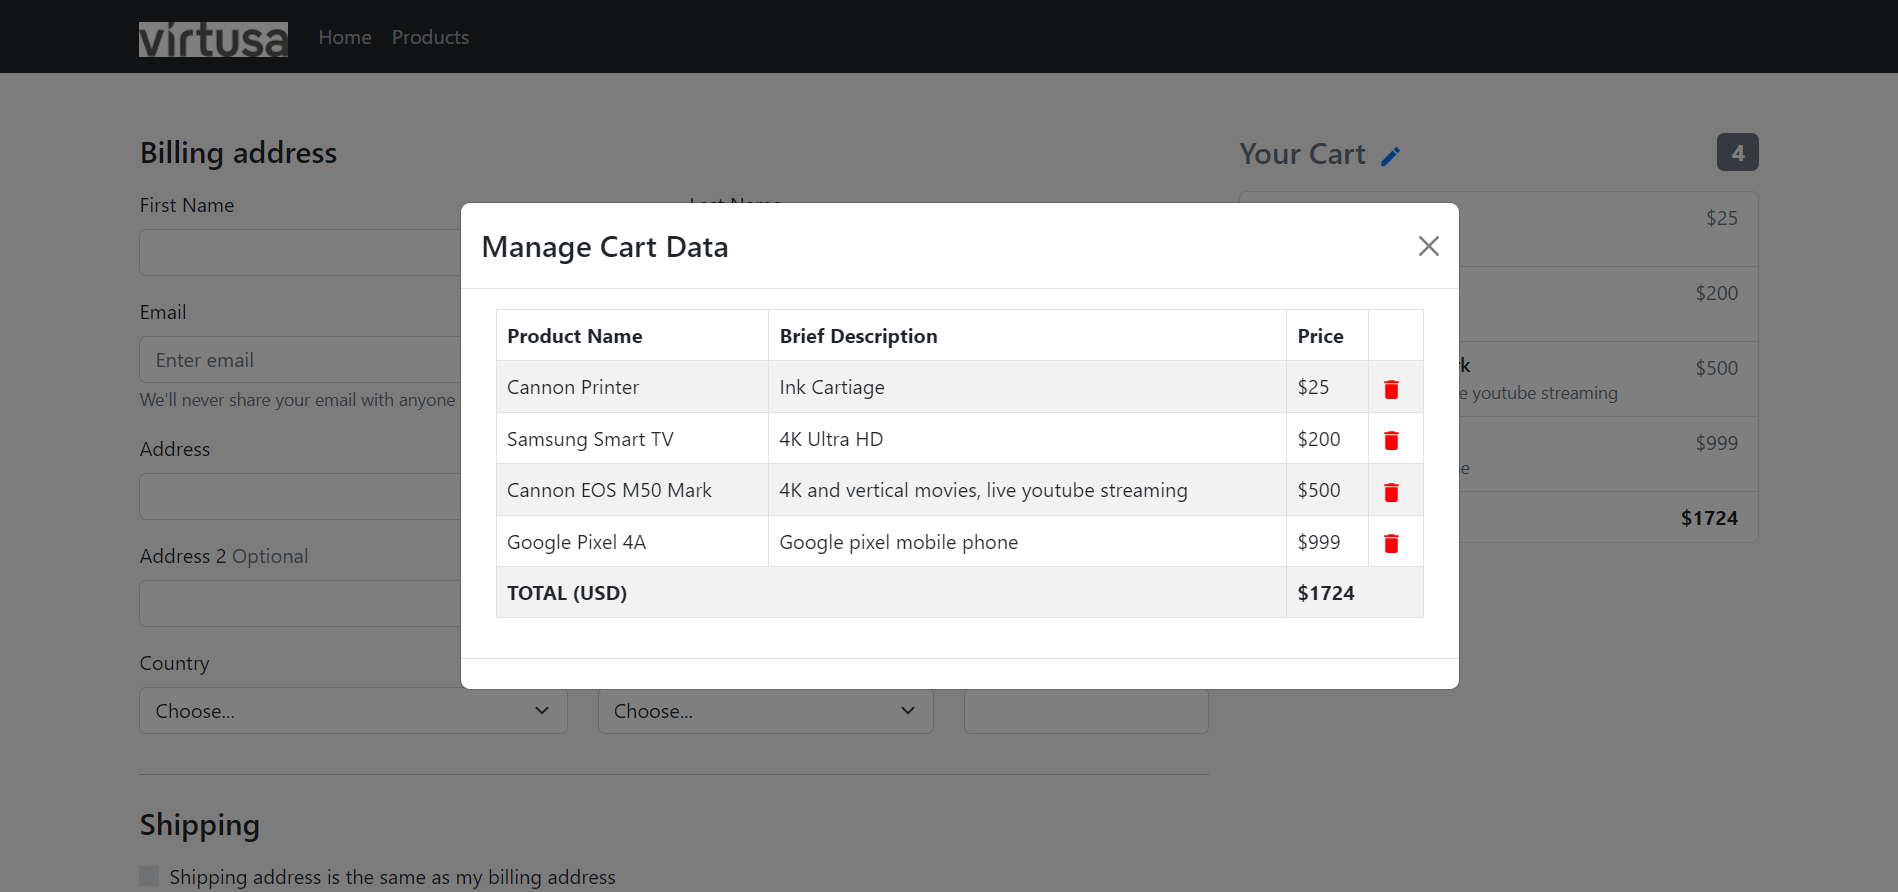 virtusa Home Products
Billing address
Your Cart 4
First Name
$25
Manage Cart Data
Product Name Brief Description Price
Cannon Printer Ink Cartiage $25
Samsung Smart TV 4K Ultra HD $200
Cannon EOS M50 Mark 4K and vertical movies, live youtube streaming $500
Google Pixel 4A Google pixel mobile phone $999
TOTAL (USD) $1724
Email
Enter email
We'll never share your email with anyone
Address
Address 2 Optional
Country
Choose... Choose...
$200
$500
youtube streaming
$999
$1724
Shipping
Shipping address is the same as my billing address